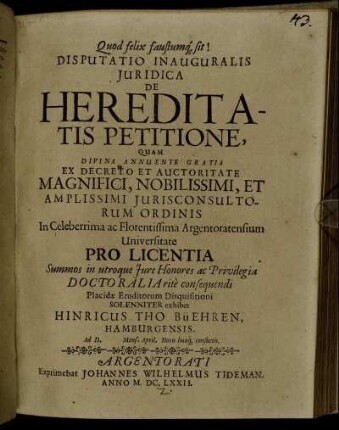 43.
Quod felix faustumq́; sit!
DISPUTATIO INAUGURALIS
JURIDICA
DE
HEREDITA-
TIS PETITIONE,
QUAM
DIVINA ANNUENTE GRATIA
EX DECRETO ET AUCTORITATE
MAGNIFICI, NOBILISSIMI, ET
AMPLISSIMI JURISCONSULTO-
RUM ORDINIS
In Celeberrima ac Florentissima Argentoratensium
Universitate
PRO LICENTIA
Summos in utroque Jure Honores ac Privilegia
DOCTORALIA ritè consequendi
Placidæ Eruditorum Disquisitioni
SOLENNITER exhibet
HINRICUS THO BüEHREN,
HAMBURGENSIS.
Ad D. Mens. April. Horis locoq́; consuetis.
ARGENTORATI
Exprimebat JOHANNES WILHELMUS TIDEMAN.
ANNO M. DC. LXXII.